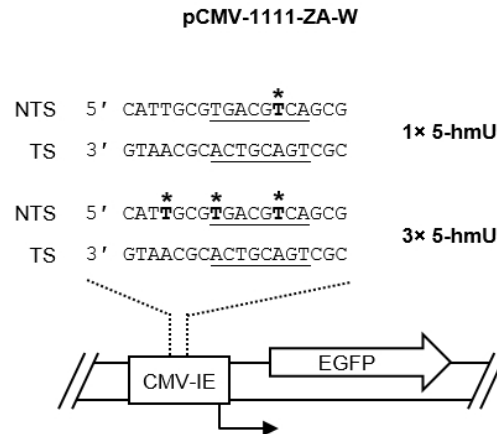 pCMV-1111-ZA-W
*
NTS 5′ CATTGCGTGACGTCAGCG
TS 3′ GTAACGCACTGCAGTCGC
1× 5-hmU
* * *
NTS 5′ CATTGCGTGACGTCAGCG
TS 3′ GTAACGCACTGCAGTCGC
3× 5-hmU
EGFP
CMV-IE